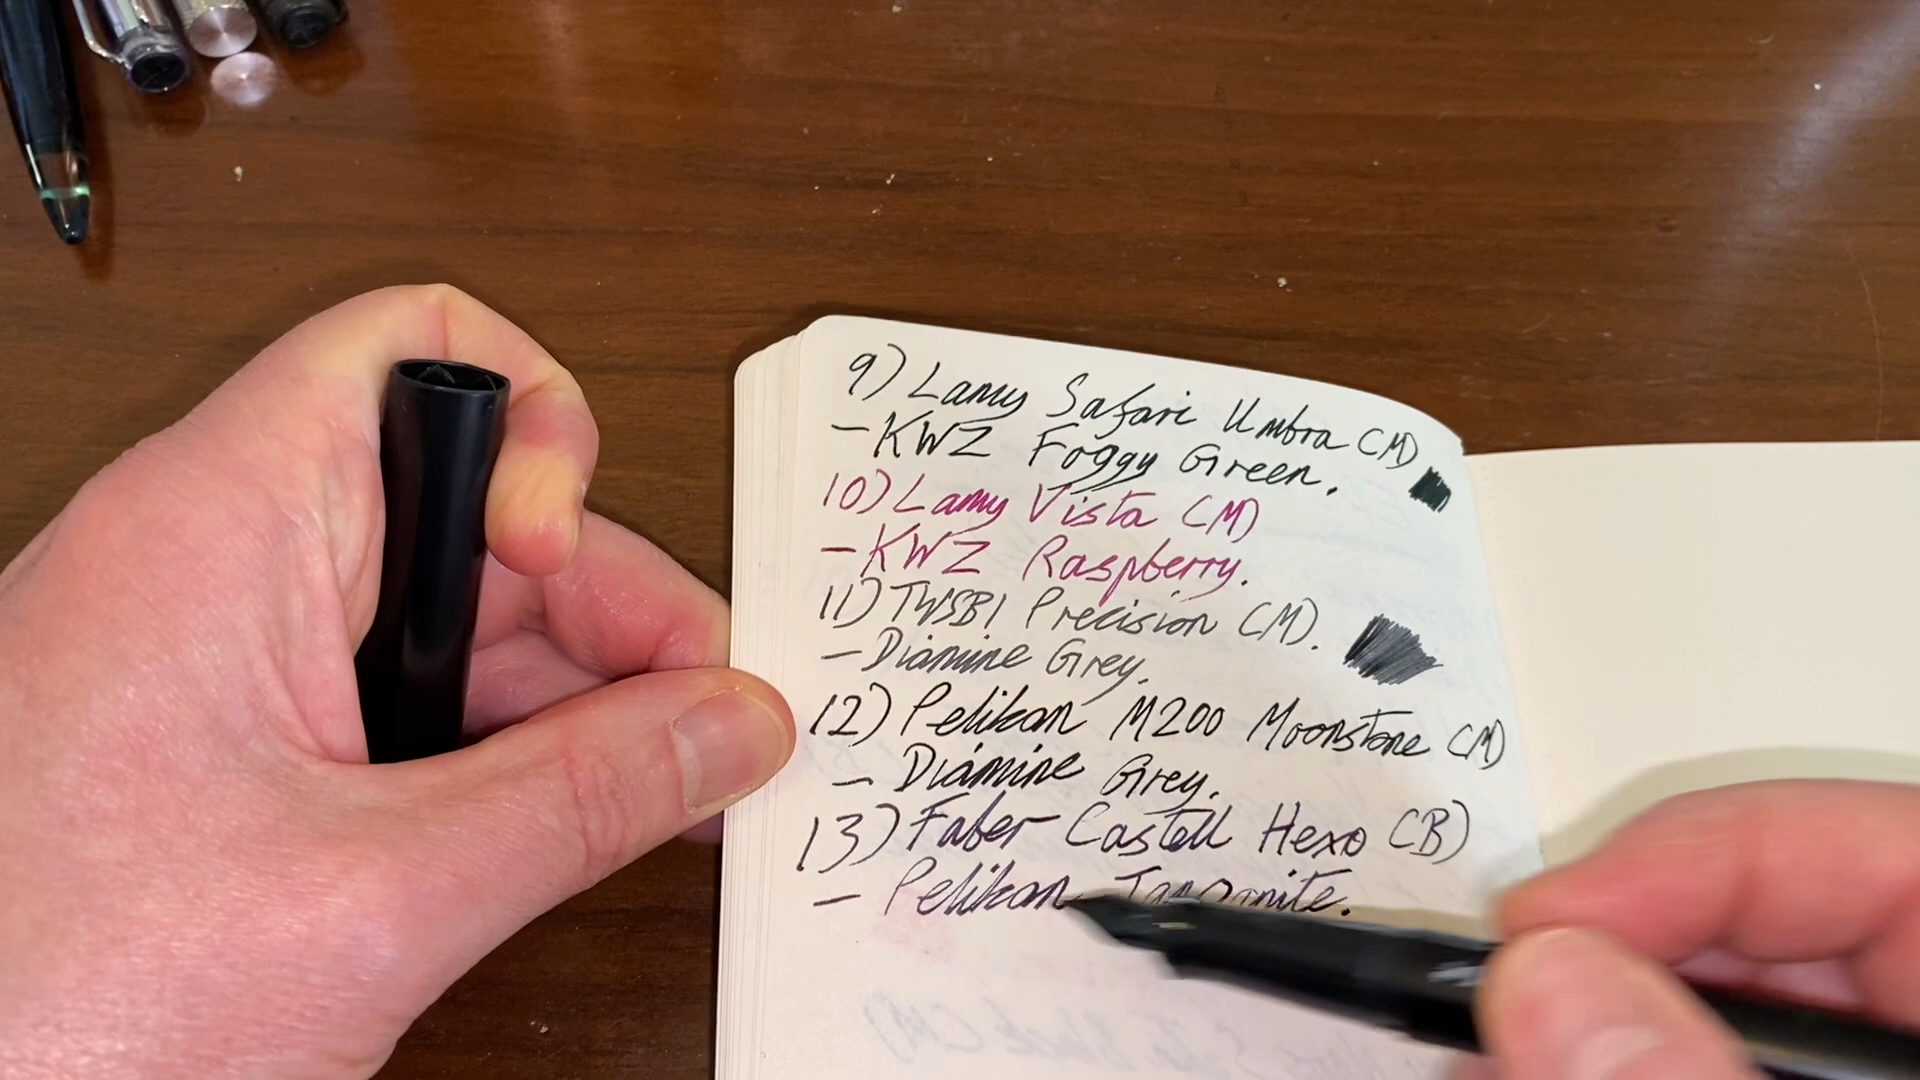 9) Lamy Safari Umbra (M)
- KWZ Foggy Green.
10) Lamy Vista (M)
- KWZ Raspberry.
11) TWSBI Precision (M).
- Diamine Grey.
12) Pelikan M200 Moonstone (M)
- Diamine Grey.
13) Faber Castell Hexo (B)
- Pelikan Tanzanite.